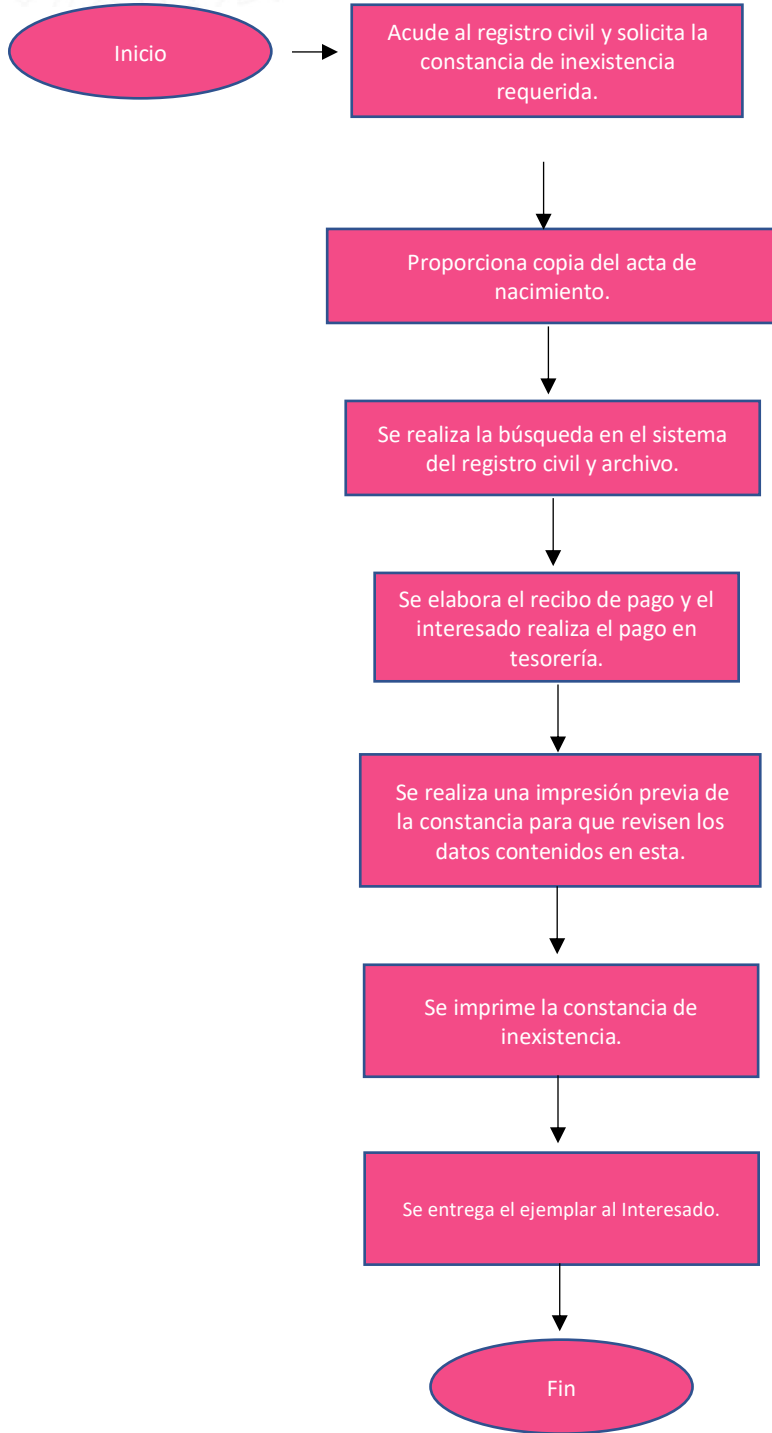 Inicio
Acude al registro civil y solicita la
constancia de inexistencia
requerida.
Proporciona copia del acta de
nacimiento.
Se realiza la búsqueda en el sistema
del registro civil y archivo.
Se elabora el recibo de pago y el
interesado realiza el pago en
tesorería.
Se realiza una impresión previa de
la constancia para que revisen los
datos contenidos en esta.
Se imprime la constancia de
inexistencia.
Se entrega el ejemplar al Interesado.
Fin